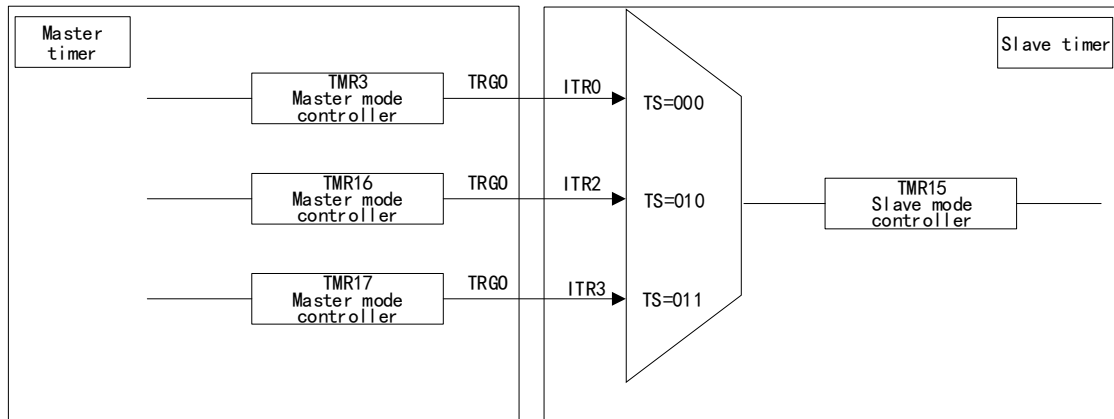 Master
timer
Slave timer
TMR3
Master mode
controller
TRGO
ITR0
TS=000
TMR16
Master mode
controller
TRGO
ITR2
TS=010
TMR15
Slave mode
controller
TMR17
Master mode
controller
TRGO
ITR3
TS=011